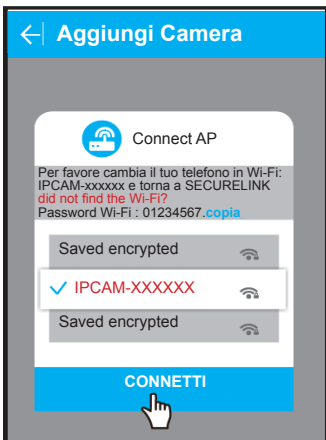 Aggiungi Camera
Connect AP
Per favore cambia il tuo telefono in Wi-Fi:
IPCAM-xxxxxx e torna a SECURELINK
did not find the Wi-Fi?
Password Wi-Fi : 01234567.copia
Saved encrypted
IPCAM-XXXXXX
Saved encrypted
CONNETTI